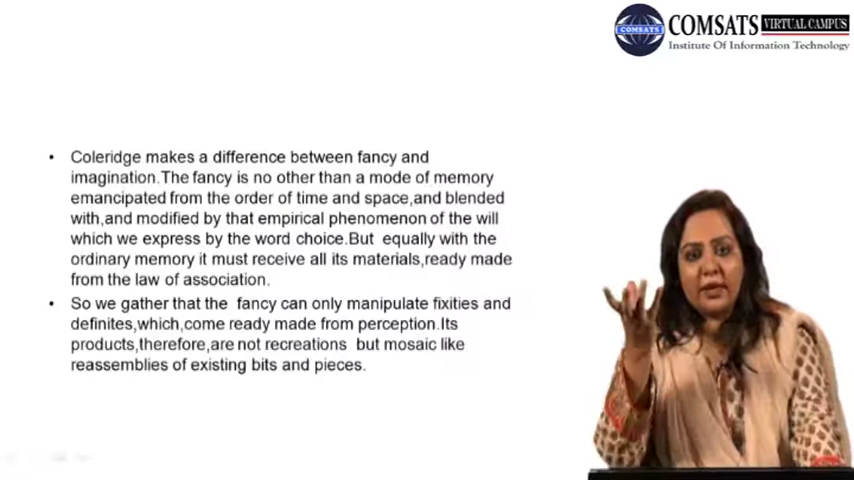 COMSATS VIRTUAL CAMPUS
Institute Of Information Technology
COMSATS
• Coleridge makes a difference between fancy and
imagination.The fancy is no other than a mode of memory
emancipated from the order of time and space,and blended
with,and modified by that empirical phenomenon of the will
which we express by the word choice.But equally with the
ordinary memory it must receive all its materials,ready made
from the law of association.
• So we gather that the fancy can only manipulate fixities and
definites,which,come ready made from perception.Its
products,therefore,are not recreations but mosaic like
reassemblies of existing bits and pieces.